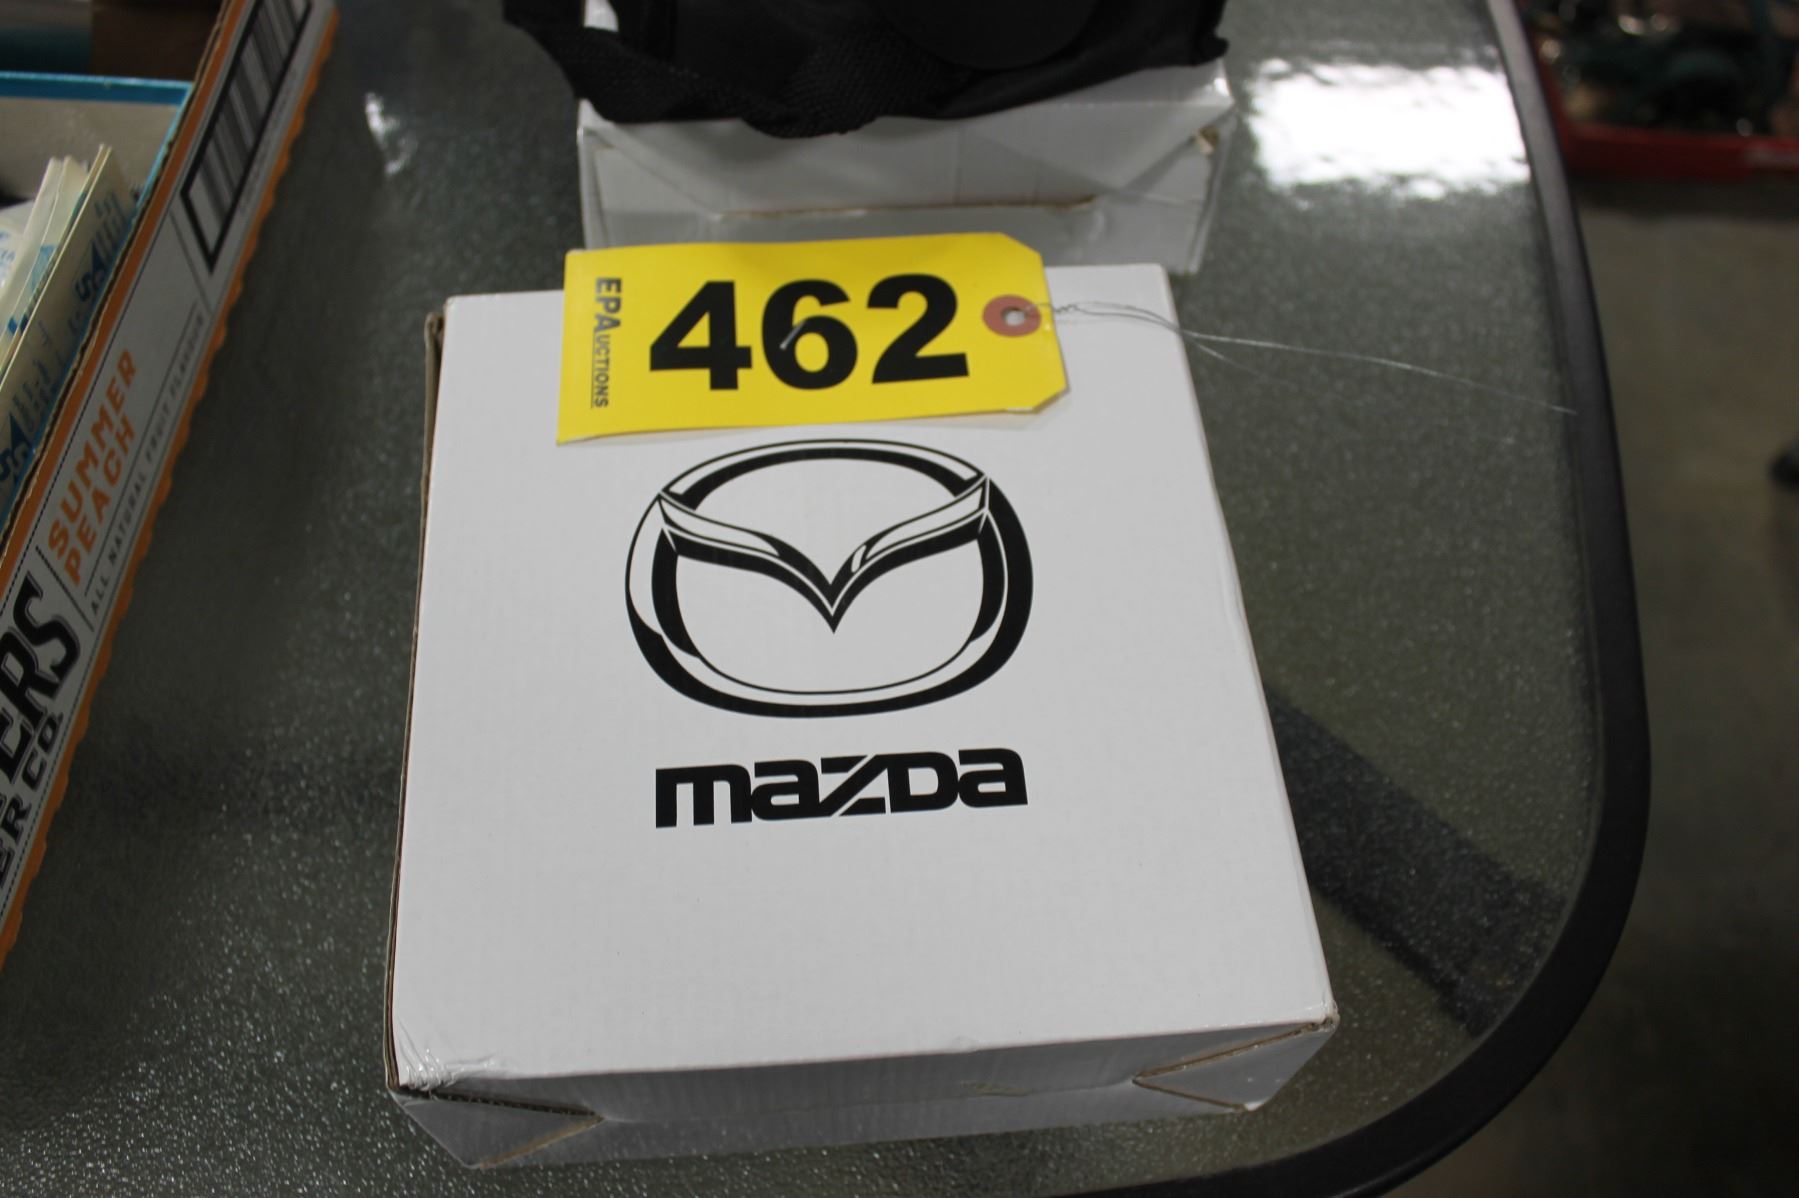 462
EPAUCTIONS
mazda
SUMMER
PEACH
ALL NATURAL FRUIT FLAVOR
ERS
ER CO.